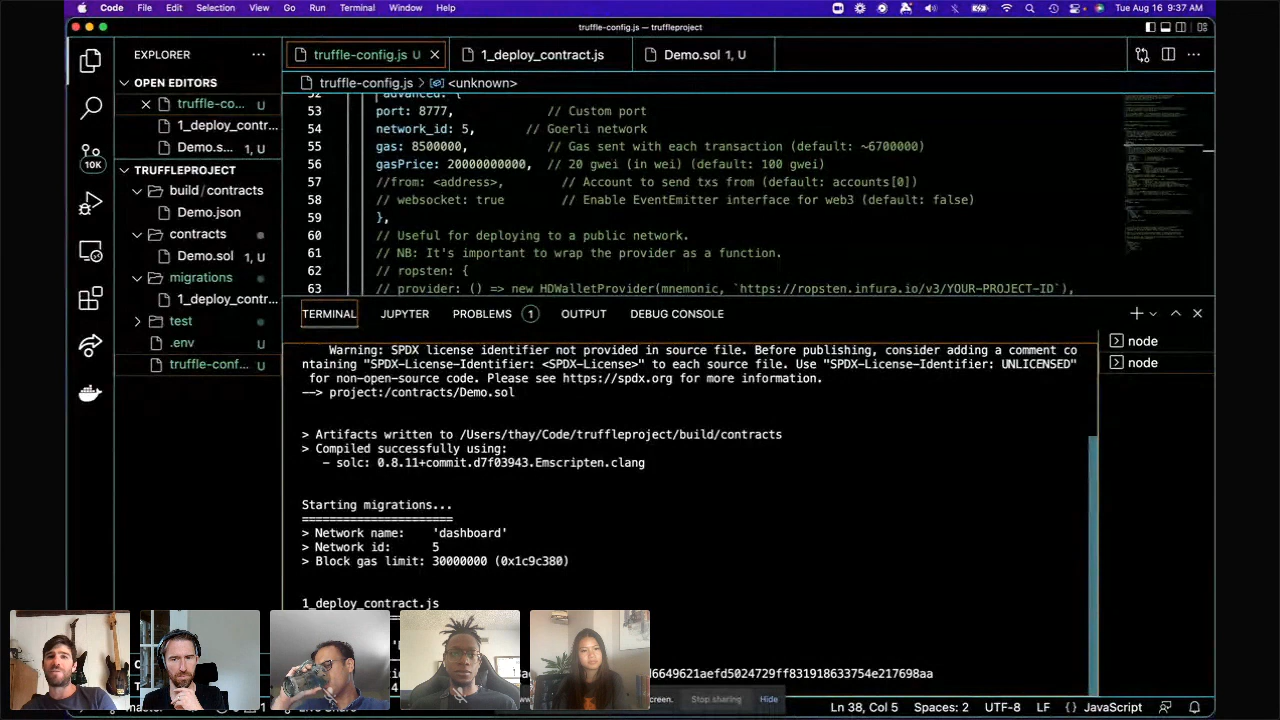 Code File Edit Selection View Go Run Terminal Window Help
Tue Aug 16 9:37 AM
truffle-config.js — truffleproject
EXPLORER
truffle-config.js U
1_deploy_contract.js
Demo.sol 1, U
OPEN EDITORS
truffle-co... U
1_deploy_contr...
Demo.s... 1, U
10K
TRUFFLEPROJECT
build/contracts
Demo.json
contracts
Demo.sol 1, U
migrations
1_deploy_contr...
test
.env U
truffle-conf... U
truffle-config.js > <unknown>
52 advanced: {
53 port: 8777, // Custom port
54 network_id: 5, // Goerli network
55 gas: 8500000, // Gas sent with each transaction (default: ~6700000)
56 gasPrice: 20000000000, // 20 gwei (in wei) (default: 100 gwei)
57 //from: <address>, // Account to send txs from (default: accounts[0])
58 // websocket: true // Enable EventEmitter interface for web3 (default: false)
59 },
60 // Useful for deploying to a public network.
61 // NB: It's important to wrap the provider as a function.
62 // ropsten: {
63 // provider: () => new HDWalletProvider(mnemonic, `https://ropsten.infura.io/v3/YOUR-PROJECT-ID`),
TERMINAL JUPYTER PROBLEMS 1 OUTPUT DEBUG CONSOLE
node
node
Warning: SPDX license identifier not provided in source file. Before publishing, consider adding a comment co
ntaining "SPDX-License-Identifier: <SPDX-License>" to each source file. Use "SPDX-License-Identifier: UNLICENSED"
for non-open-source code. Please see https://spdx.org for more information.
--> project:/contracts/Demo.sol
> Artifacts written to /Users/thay/Code/truffleproject/build/contracts
> Compiled successfully using:
- solc: 0.8.11+commit.d7f03943.Emscripten.clang
Starting migrations...
======================
> Network name: 'dashboard'
> Network id: 5
> Block gas limit: 30000000 (0x1c9c380)
1_deploy_contract.js
d6649621aefd5024729ff831918633754e217698aa
screen. Stop sharing Hide
Ln 38, Col 5 Spaces: 2 UTF-8 LF {} JavaScript